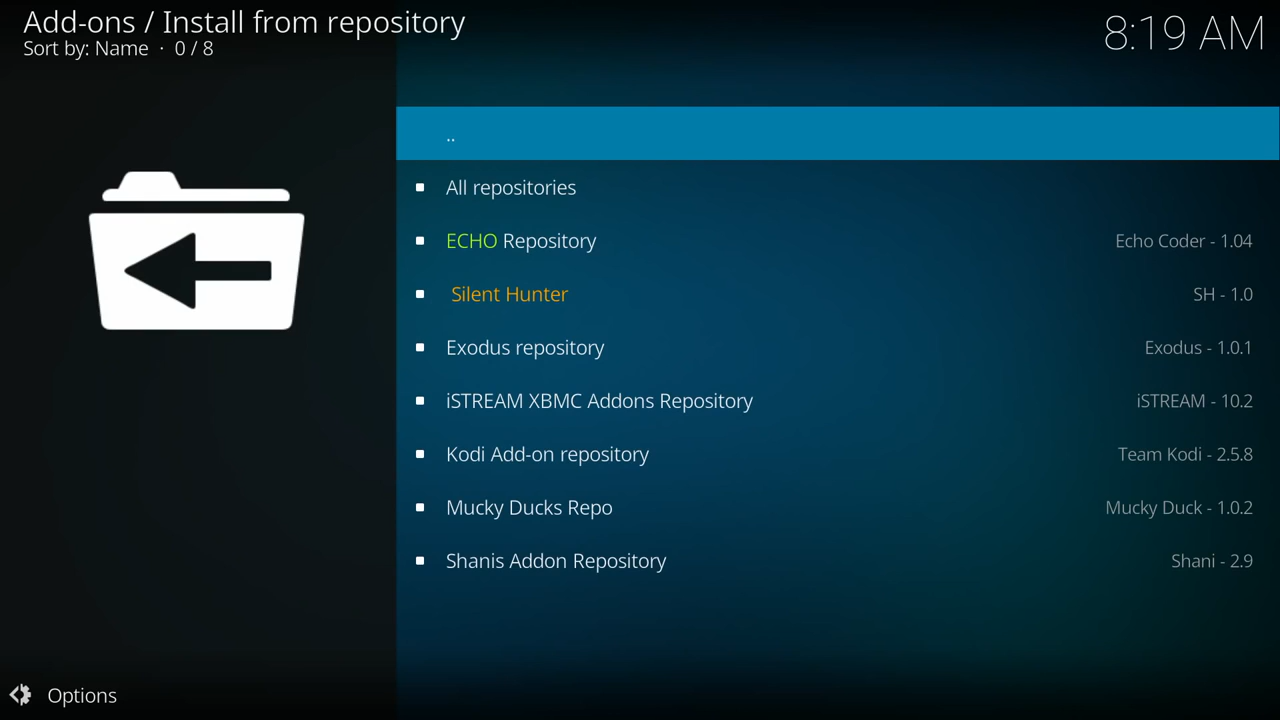 Add-ons / Install from repository
Sort by: Name · 0 / 8
8:19 AM
..
All repositories
ECHO Repository Echo Coder - 1.04
Silent Hunter SH - 1.0
Exodus repository Exodus - 1.0.1
iSTREAM XBMC Addons Repository iSTREAM - 10.2
Kodi Add-on repository Team Kodi - 2.5.8
Mucky Ducks Repo Mucky Duck - 1.0.2
Shanis Addon Repository Shani - 2.9
Options